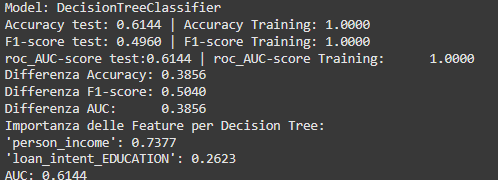 Model: DecisionTreeClassifier
Accuracy test: 0.6144 | Accuracy Training: 1.0000
F1-score test: 0.4960 | F1-score Training: 1.0000
roc_AUC-score test:0.6144 | roc_AUC-score Training:      1.0000
Differenza Accuracy: 0.3856
Differenza F1-score: 0.5040
Differenza AUC:      0.3856
Importanza delle Feature per Decision Tree:
'person_income': 0.7377
'loan_intent_EDUCATION': 0.2623
AUC: 0.6144